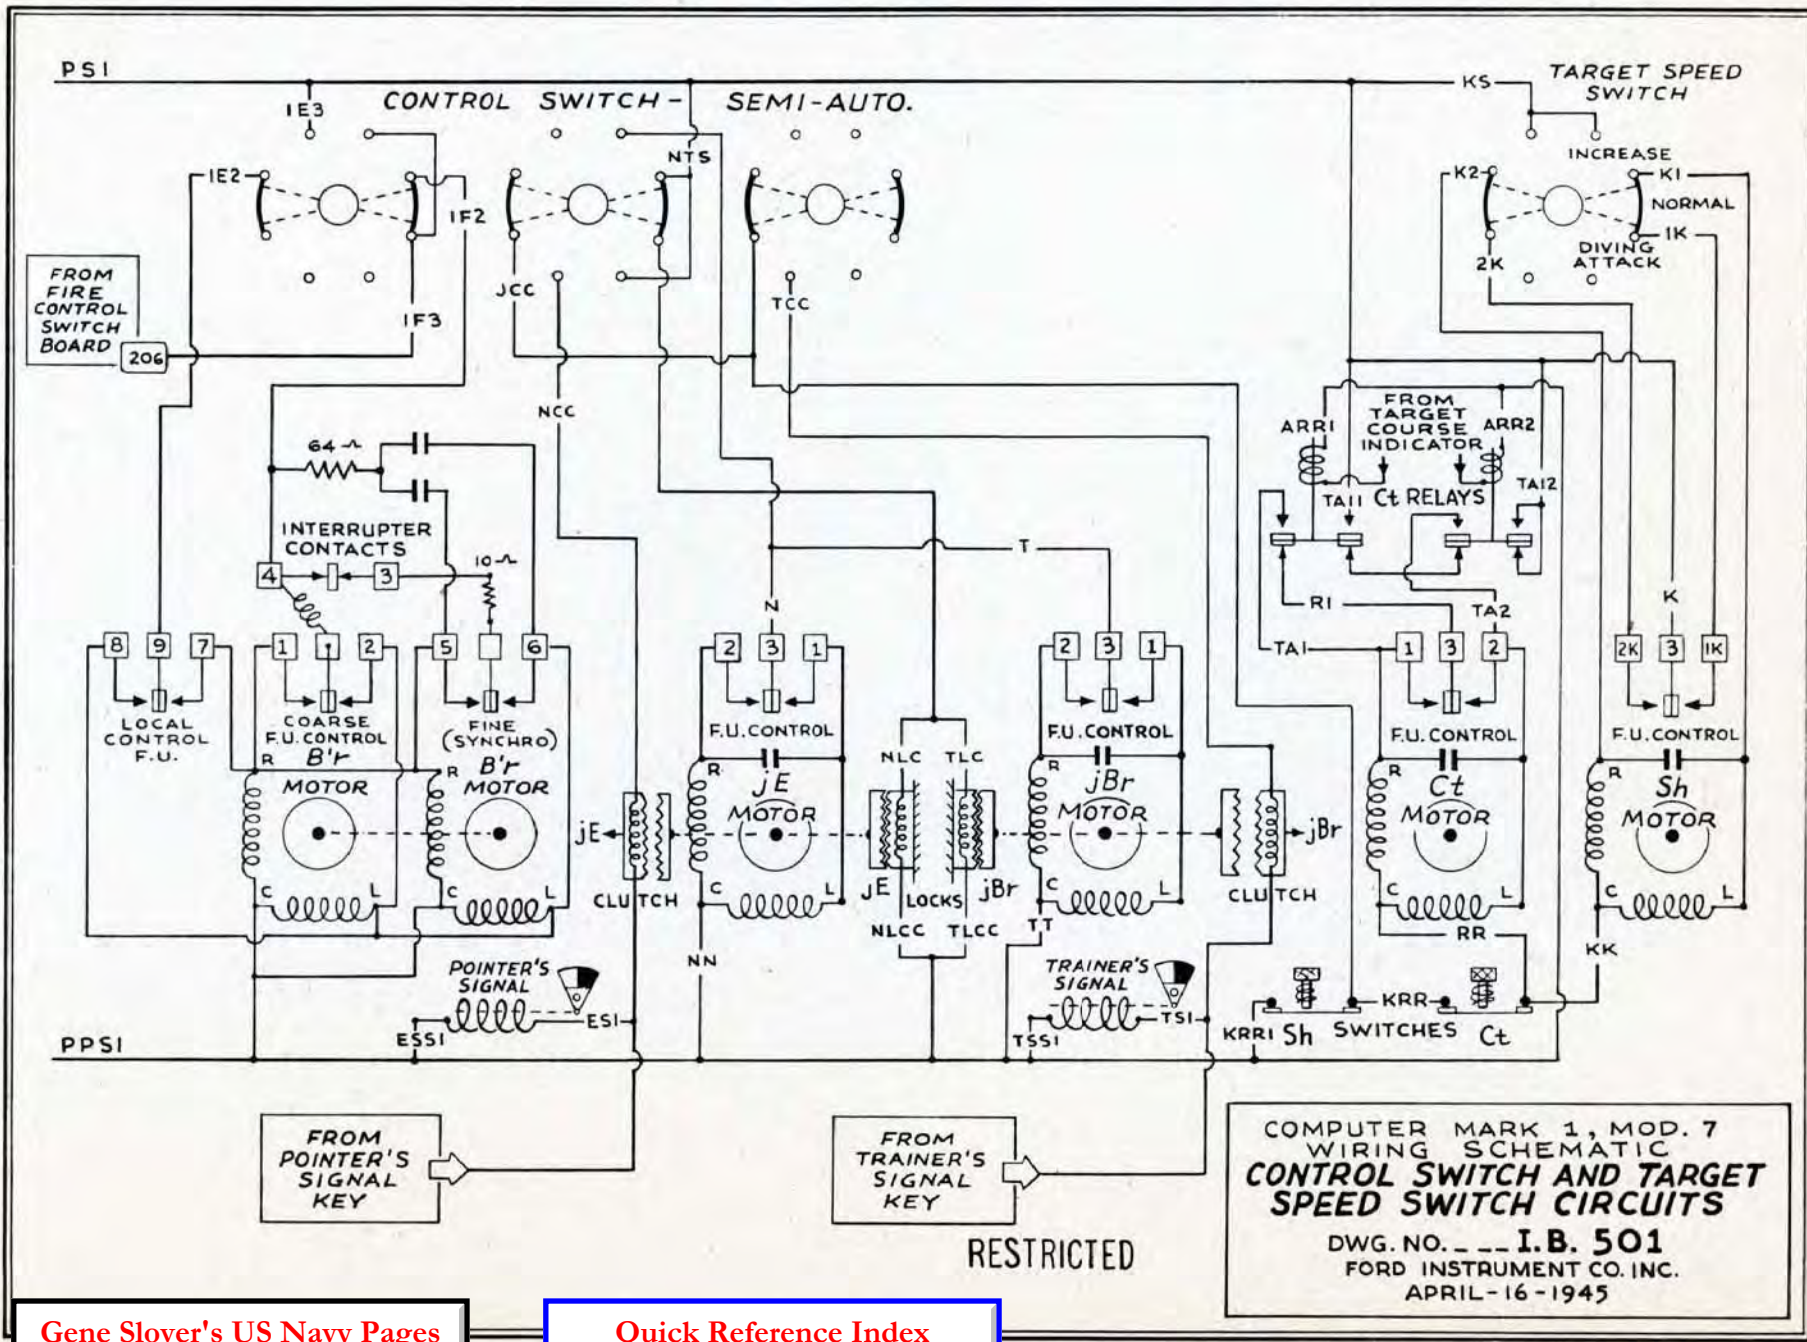 PS1
CONTROL SWITCH - SEMI-AUTO.
KS
TARGET SPEED
SWITCH
IE3
NTS
INCREASE
IE2
IF2
K2
K1
NORMAL
1K
DIVING
ATTACK
2K
FROM
FIRE
CONTROL
SWITCH
BOARD
206
IF3
JCC
TCC
NCC
FROM
TARGET
COURSE
INDICATOR
ARR1
ARR2
64
TA11
Ct RELAYS
TA12
INTERRUPTER
CONTACTS
10
4
3
T
N
R1
TA2
K
TA1
8 9 7
1 2
5 6
2 3 1
2 3 1
1 3 2
2K 3 1K
LOCAL
CONTROL
F.U.
COARSE
F.U. CONTROL
B'r
FINE
(SYNCHRO)
B'r
F.U. CONTROL
F.U. CONTROL
F.U. CONTROL
F.U. CONTROL
R
MOTOR
R
MOTOR
R
jE
MOTOR
NLC
TLC
R
jBr
MOTOR
R
Ct
MOTOR
R
Sh
MOTOR
jE
jBr
C L
C L
CLUTCH
C L
jE
LOCKS
jBr
C L
CLUTCH
C L
C L
NLCC
TLCC
TT
RR
KK
NN
POINTER'S
SIGNAL
ESS1
ES1
TRAINER'S
SIGNAL
TSS1
TS1
KRR1
Sh
KRR
SWITCHES
Ct
PPS1
FROM
POINTER'S
SIGNAL
KEY
FROM
TRAINER'S
SIGNAL
KEY
RESTRICTED
COMPUTER MARK 1, MOD. 7
WIRING SCHEMATIC
CONTROL SWITCH AND TARGET
SPEED SWITCH CIRCUITS
DWG. NO. _ _ _ I.B. 501
FORD INSTRUMENT CO. INC.
APRIL-16-1945
Gene Slover's US Navy Pages
Quick Reference Index